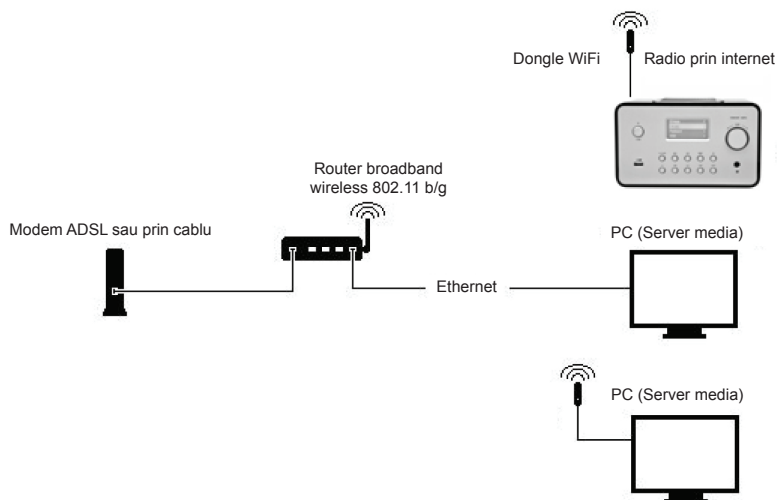 Dongle WiFi
Radio prin internet
Router broadband
wireless 802.11 b/g
Modem ADSL sau prin cablu
PC (Server media)
Ethernet
PC (Server media)